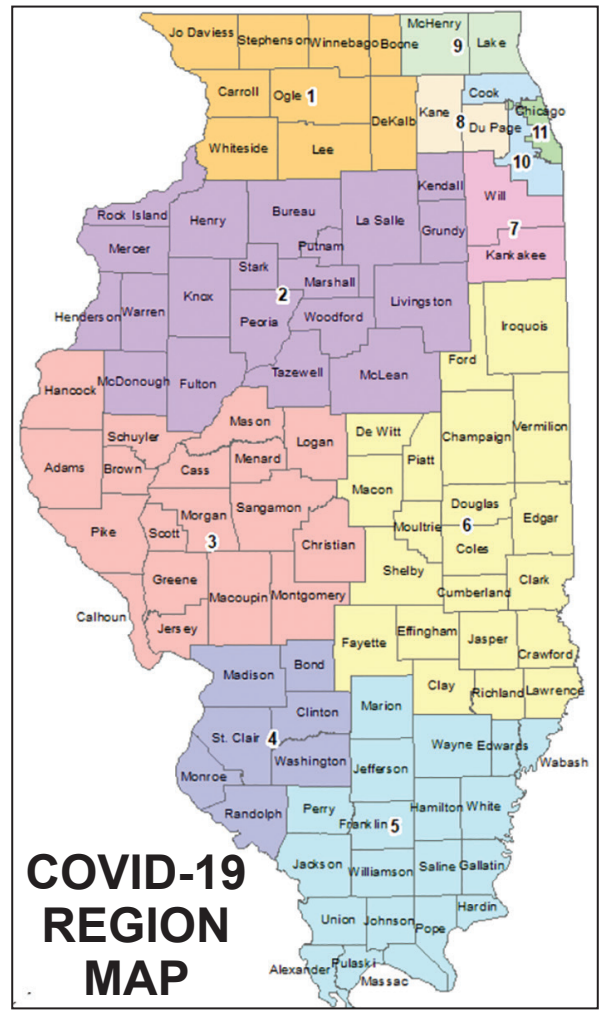 McHenry
Jo Daviess
Stephenson
Winnebago
Boone
9
Lake
Carroll
Ogle
1
DeKalb
Kane
8
Cook
Du Page
Chicago
11
10
Whiteside
Lee
Kendall
Will
7
Kankakee
Rock Island
Henry
Bureau
Putnam
La Salle
Grundy
Mercer
Stark
Marshall
2
Knox
Peoria
Woodford
Livingston
Henderson
Warren
McDonough
Fulton
Tazewell
McLean
Iroquois
Ford
Hancock
Mason
Logan
De Witt
Champaign
Vermilion
Schuyler
Adams
Brown
Cass
Menard
Piatt
Macon
Sangamon
Morgan
Scott
3
Christian
Pike
Douglas
Moultrie
6
Edgar
Coles
Shelby
Greene
Macoupin
Montgomery
Cumberland
Clark
Calhoun
Jersey
Fayette
Effingham
Jasper
Crawford
Madison
Bond
Clay
Richland
Lawrence
Clinton
Marion
St. Clair
4
Washington
Wayne
Edwards
Wabash
Monroe
Jefferson
Randolph
Perry
Franklin
5
Hamilton
White
Jackson
Williamson
Saline
Gallatin
Union
Johnson
Pope
Hardin
Alexander
Pulaski
Massac
COVID-19
REGION
MAP